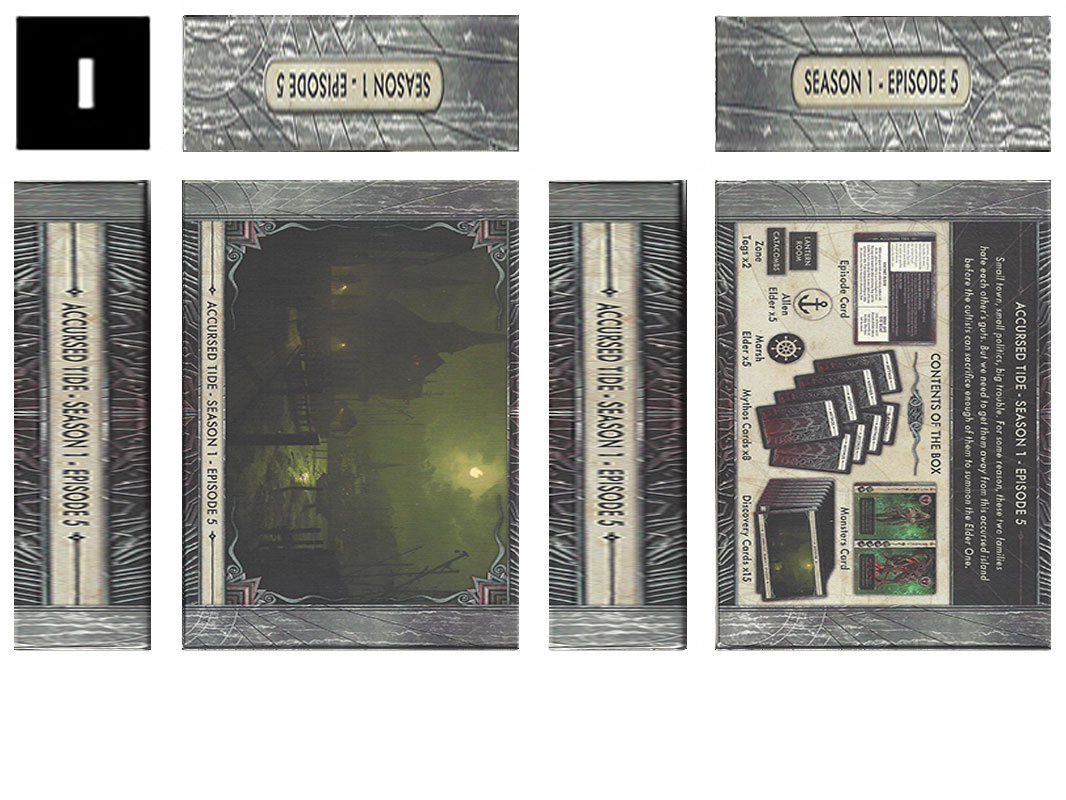 SEASON 1 - EPISODE 5
SEASON 1 - EPISODE 5
ACCURSED TIDE - SEASON 1 - EPISODE 5
ACCURSED TIDE - SEASON 1 - EPISODE 5
ACCURSED TIDE - SEASON 1 - EPISODE 5
ACCURSED TIDE - SEASON 1 - EPISODE 5
Small town, small politics, big trouble. For some reason, these two families
hate each other's guts. But we need to get them away from this accursed island
before the cultists can sacrifice enough of them to summon the Elder One.
CONTENTS OF THE BOX
Episode Card
Monsters Card
LANTERN
ROOM
CATACOMBS
Zone
Tags x2
Allen
Elder x5
Marsh
Elder x5
Mythos Cards x8
Discovery Cards x15